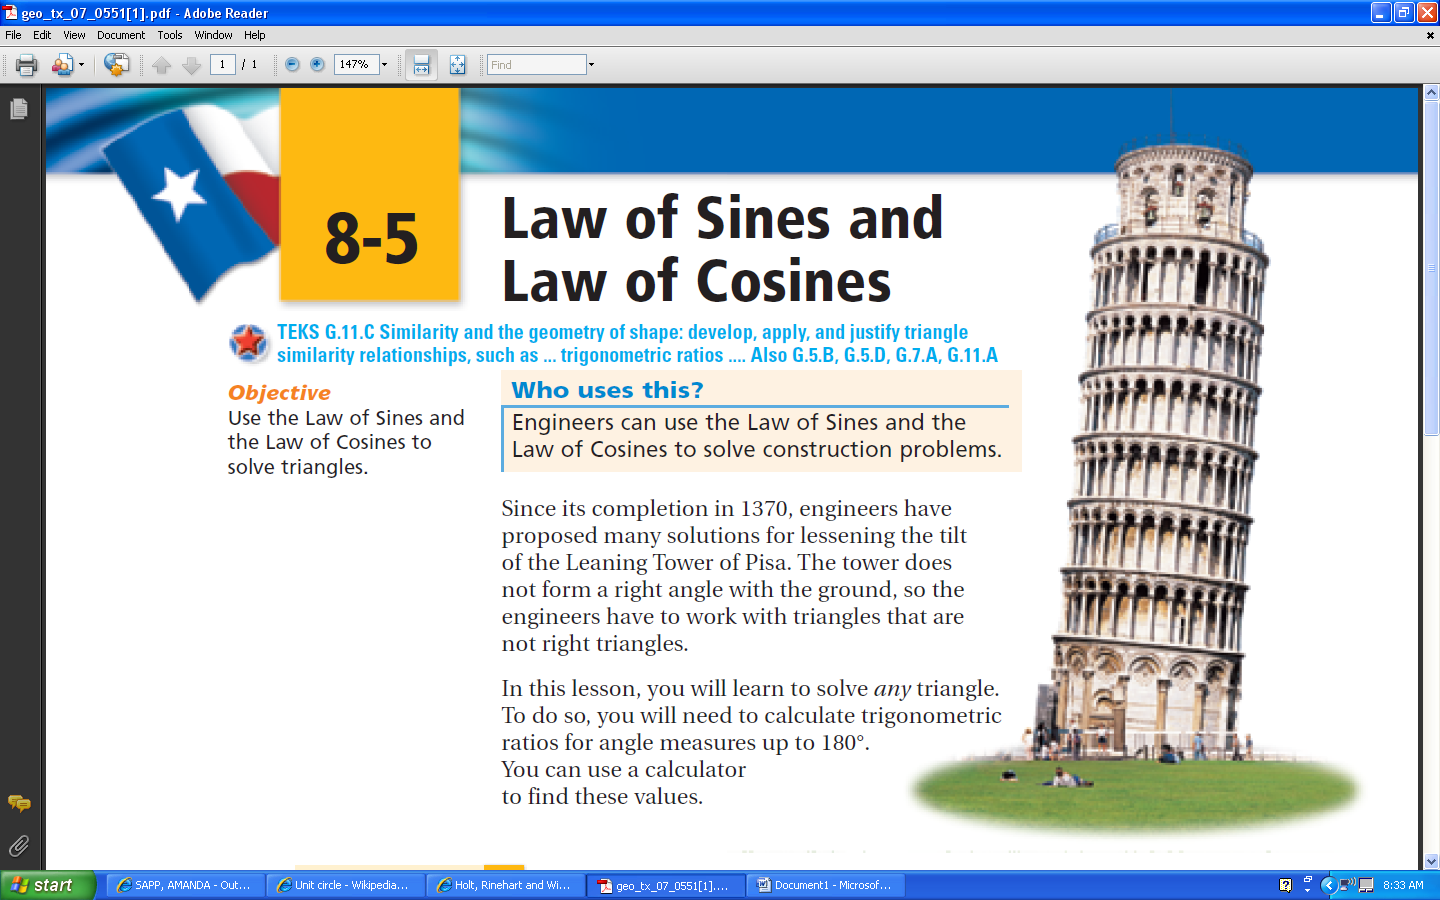 geo_tx_07_0551[1].pdf - Adobe Reader
File Edit View Document Tools Window Help
1 / 1 147% Find
8-5
Law of Sines and
Law of Cosines
TEKS G.11.C Similarity and the geometry of shape: develop, apply, and justify triangle
similarity relationships, such as ... trigonometric ratios .... Also G.5.B, G.5.D, G.7.A, G.11.A
Objective
Use the Law of Sines and
the Law of Cosines to
solve triangles.
Who uses this?
Engineers can use the Law of Sines and the
Law of Cosines to solve construction problems.
Since its completion in 1370, engineers have
proposed many solutions for lessening the tilt
of the Leaning Tower of Pisa. The tower does
not form a right angle with the ground, so the
engineers have to work with triangles that are
not right triangles.
In this lesson, you will learn to solve any triangle.
To do so, you will need to calculate trigonometric
ratios for angle measures up to 180°.
You can use a calculator
to find these values.
start SAPP, AMANDA - Out... Unit circle - Wikipedia... Holt, Rinehart and Wi... geo_tx_07_0551[1].... Document1 - Microsof... 8:33 AM